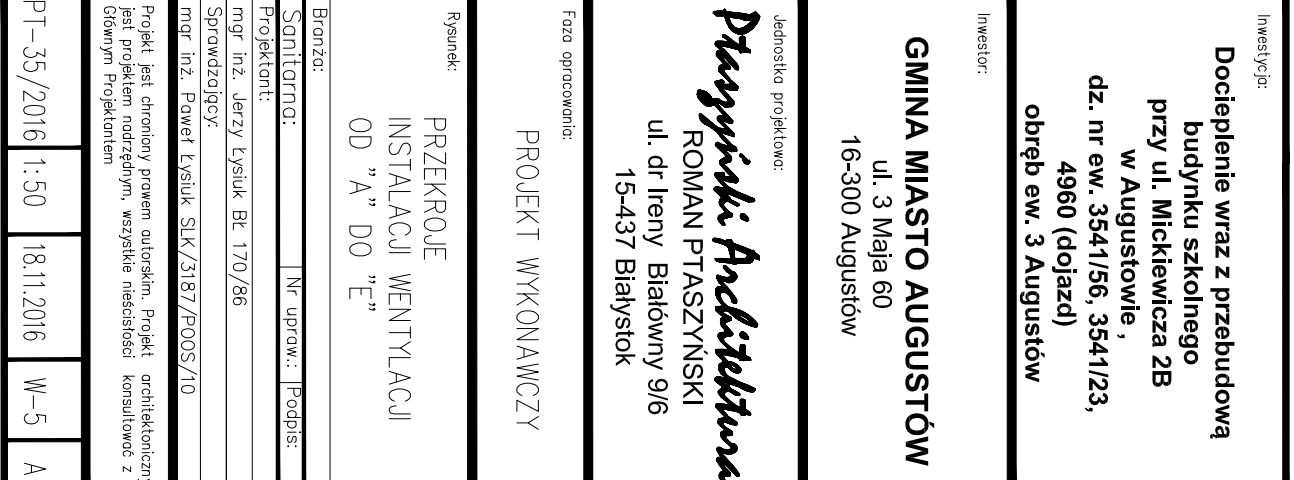 Inwestycja:
Docieplenie wraz z przebudową
budynku szkolnego
przy ul. Mickiewicza 2B
w Augustowie ,
dz. nr ew. 3541/56, 3541/23,
4960 (dojazd)
obręb ew. 3 Augustów
Inwestor:
GMINA MIASTO AUGUSTÓW
ul. 3 Maja 60
16-300 Augustów
Jednostka projektowa:
Ptaszyński Architektura
ROMAN PTASZYŃSKI
ul. dr Ireny Białówny 9/6
15-437 Białystok
Faza opracowania:
PROJEKT WYKONAWCZY
Rysunek:
PRZEKROJE
INSTALACJI WENTYLACJI
OD "A" DO "E"
Branża:
Sanitarna: Nr upraw.: Podpis:
Projektant:
mgr inż. Jerzy Łysiuk BŁ 170/86
Sprawdzający:
mgr inż. Paweł Łysiuk SLK/3187/POOS/10
Projekt jest chroniony prawem autorskim. Projekt architektoniczny
jest projektem nadrzędnym, wszystkie nieścisłości konsultować z
Głównym Projektantem
PT-35/2016 1:50 18.11.2016 W-5 A